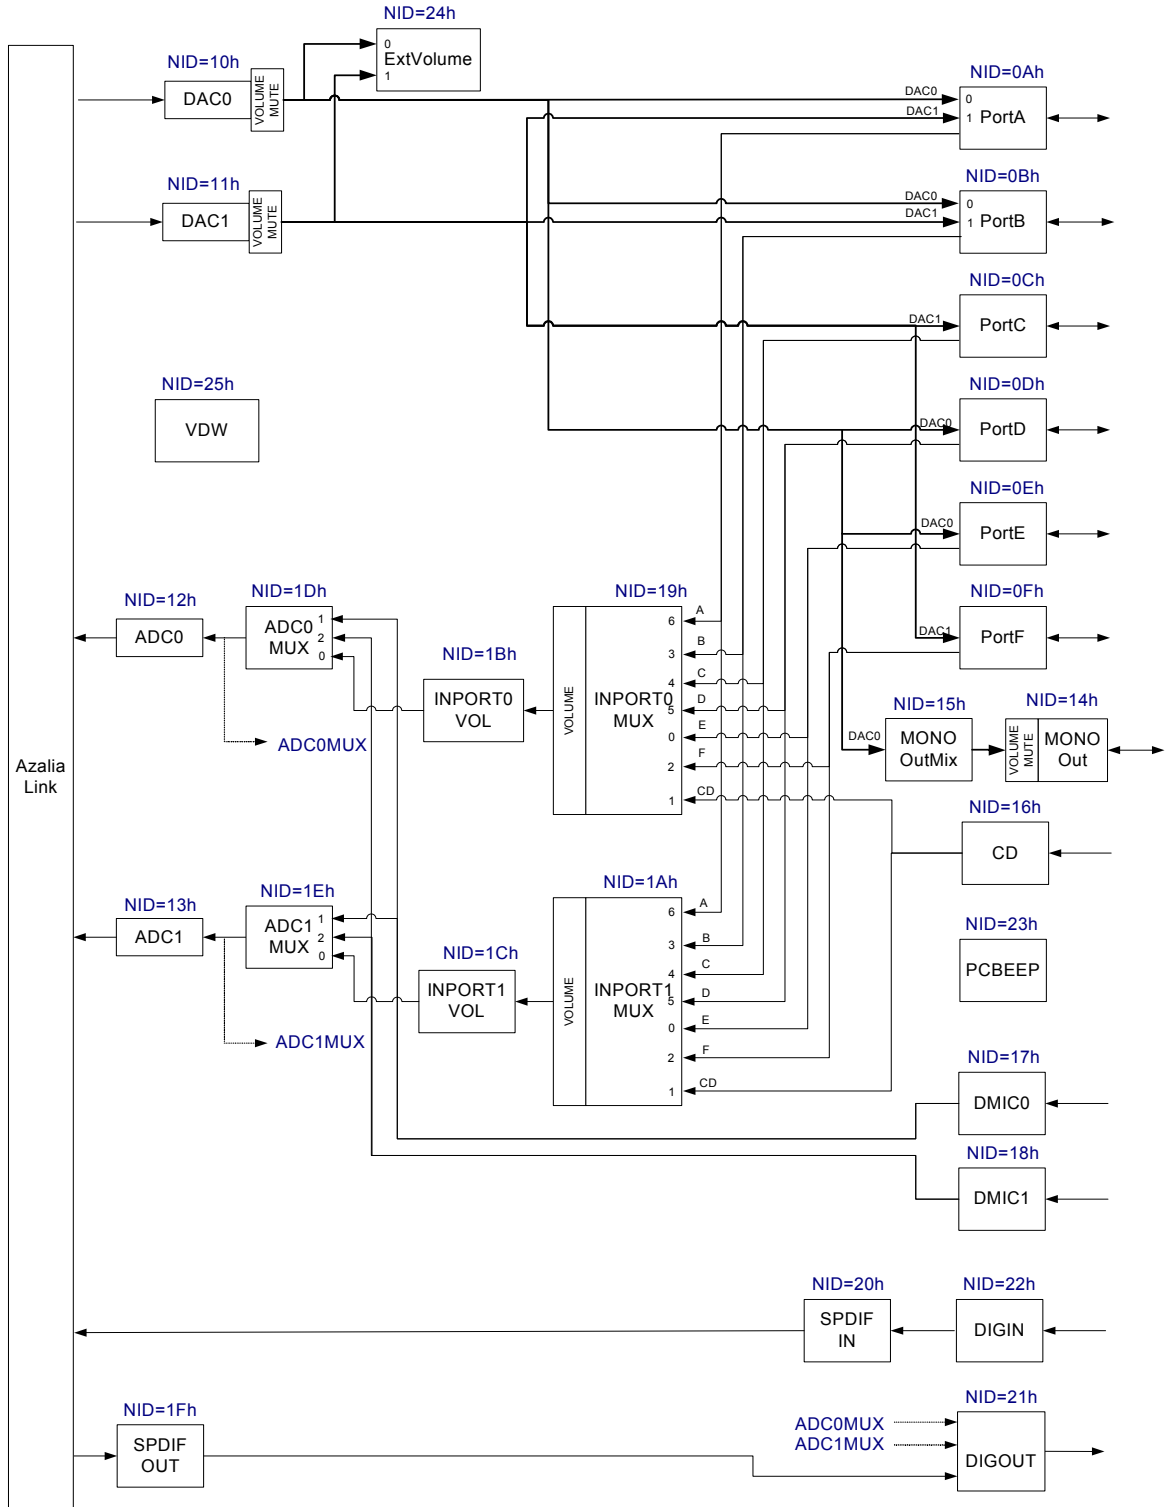 NID=24h
0
ExtVolume
1
NID=10h
DAC0
VOLUME
MUTE
NID=0Ah
DAC0
0
DAC1
1
PortA
NID=11h
DAC1
VOLUME
MUTE
NID=0Bh
DAC0
0
DAC1
1
PortB
NID=0Ch
DAC1
PortC
NID=25h
VDW
NID=0Dh
DAC0
PortD
NID=0Eh
DAC0
PortE
NID=12h
ADC0
NID=1Dh
ADC0
MUX
1
2
0
NID=1Bh
INPORT0
VOL
NID=19h
VOLUME
INPORT0
MUX
A
6
B
3
C
4
D
5
E
0
F
2
CD
1
NID=0Fh
DAC1
PortF
NID=15h
DAC0
MONO
OutMix
NID=14h
VOLUME
MUTE
MONO
Out
ADC0MUX
Azalia
Link
NID=16h
CD
NID=13h
ADC1
NID=1Eh
ADC1
MUX
1
2
0
NID=1Ch
INPORT1
VOL
NID=1Ah
VOLUME
INPORT1
MUX
A
6
B
3
C
4
D
5
E
0
F
2
CD
1
NID=23h
PCBEEP
ADC1MUX
NID=17h
DMIC0
NID=18h
DMIC1
NID=20h
SPDIF
IN
NID=22h
DIGIN
NID=1Fh
SPDIF
OUT
NID=21h
ADC0MUX
ADC1MUX
DIGOUT